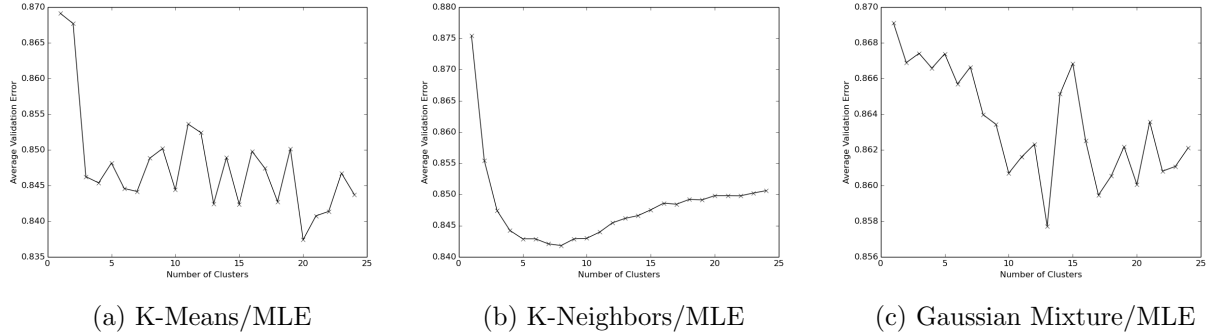 0.870
0.865
0.860
0.855
0.850
0.845
0.840
0.835
0 5 10 15 20 25
Average Validation Error
Number of Clusters
(a) K-Means/MLE
0.880
0.875
0.870
0.865
0.860
0.855
0.850
0.845
0.840
0 5 10 15 20 25
Average Validation Error
Number of Clusters
(b) K-Neighbors/MLE
0.870
0.868
0.866
0.864
0.862
0.860
0.858
0.856
0 5 10 15 20 25
Average Validation Error
Number of Clusters
(c) Gaussian Mixture/MLE